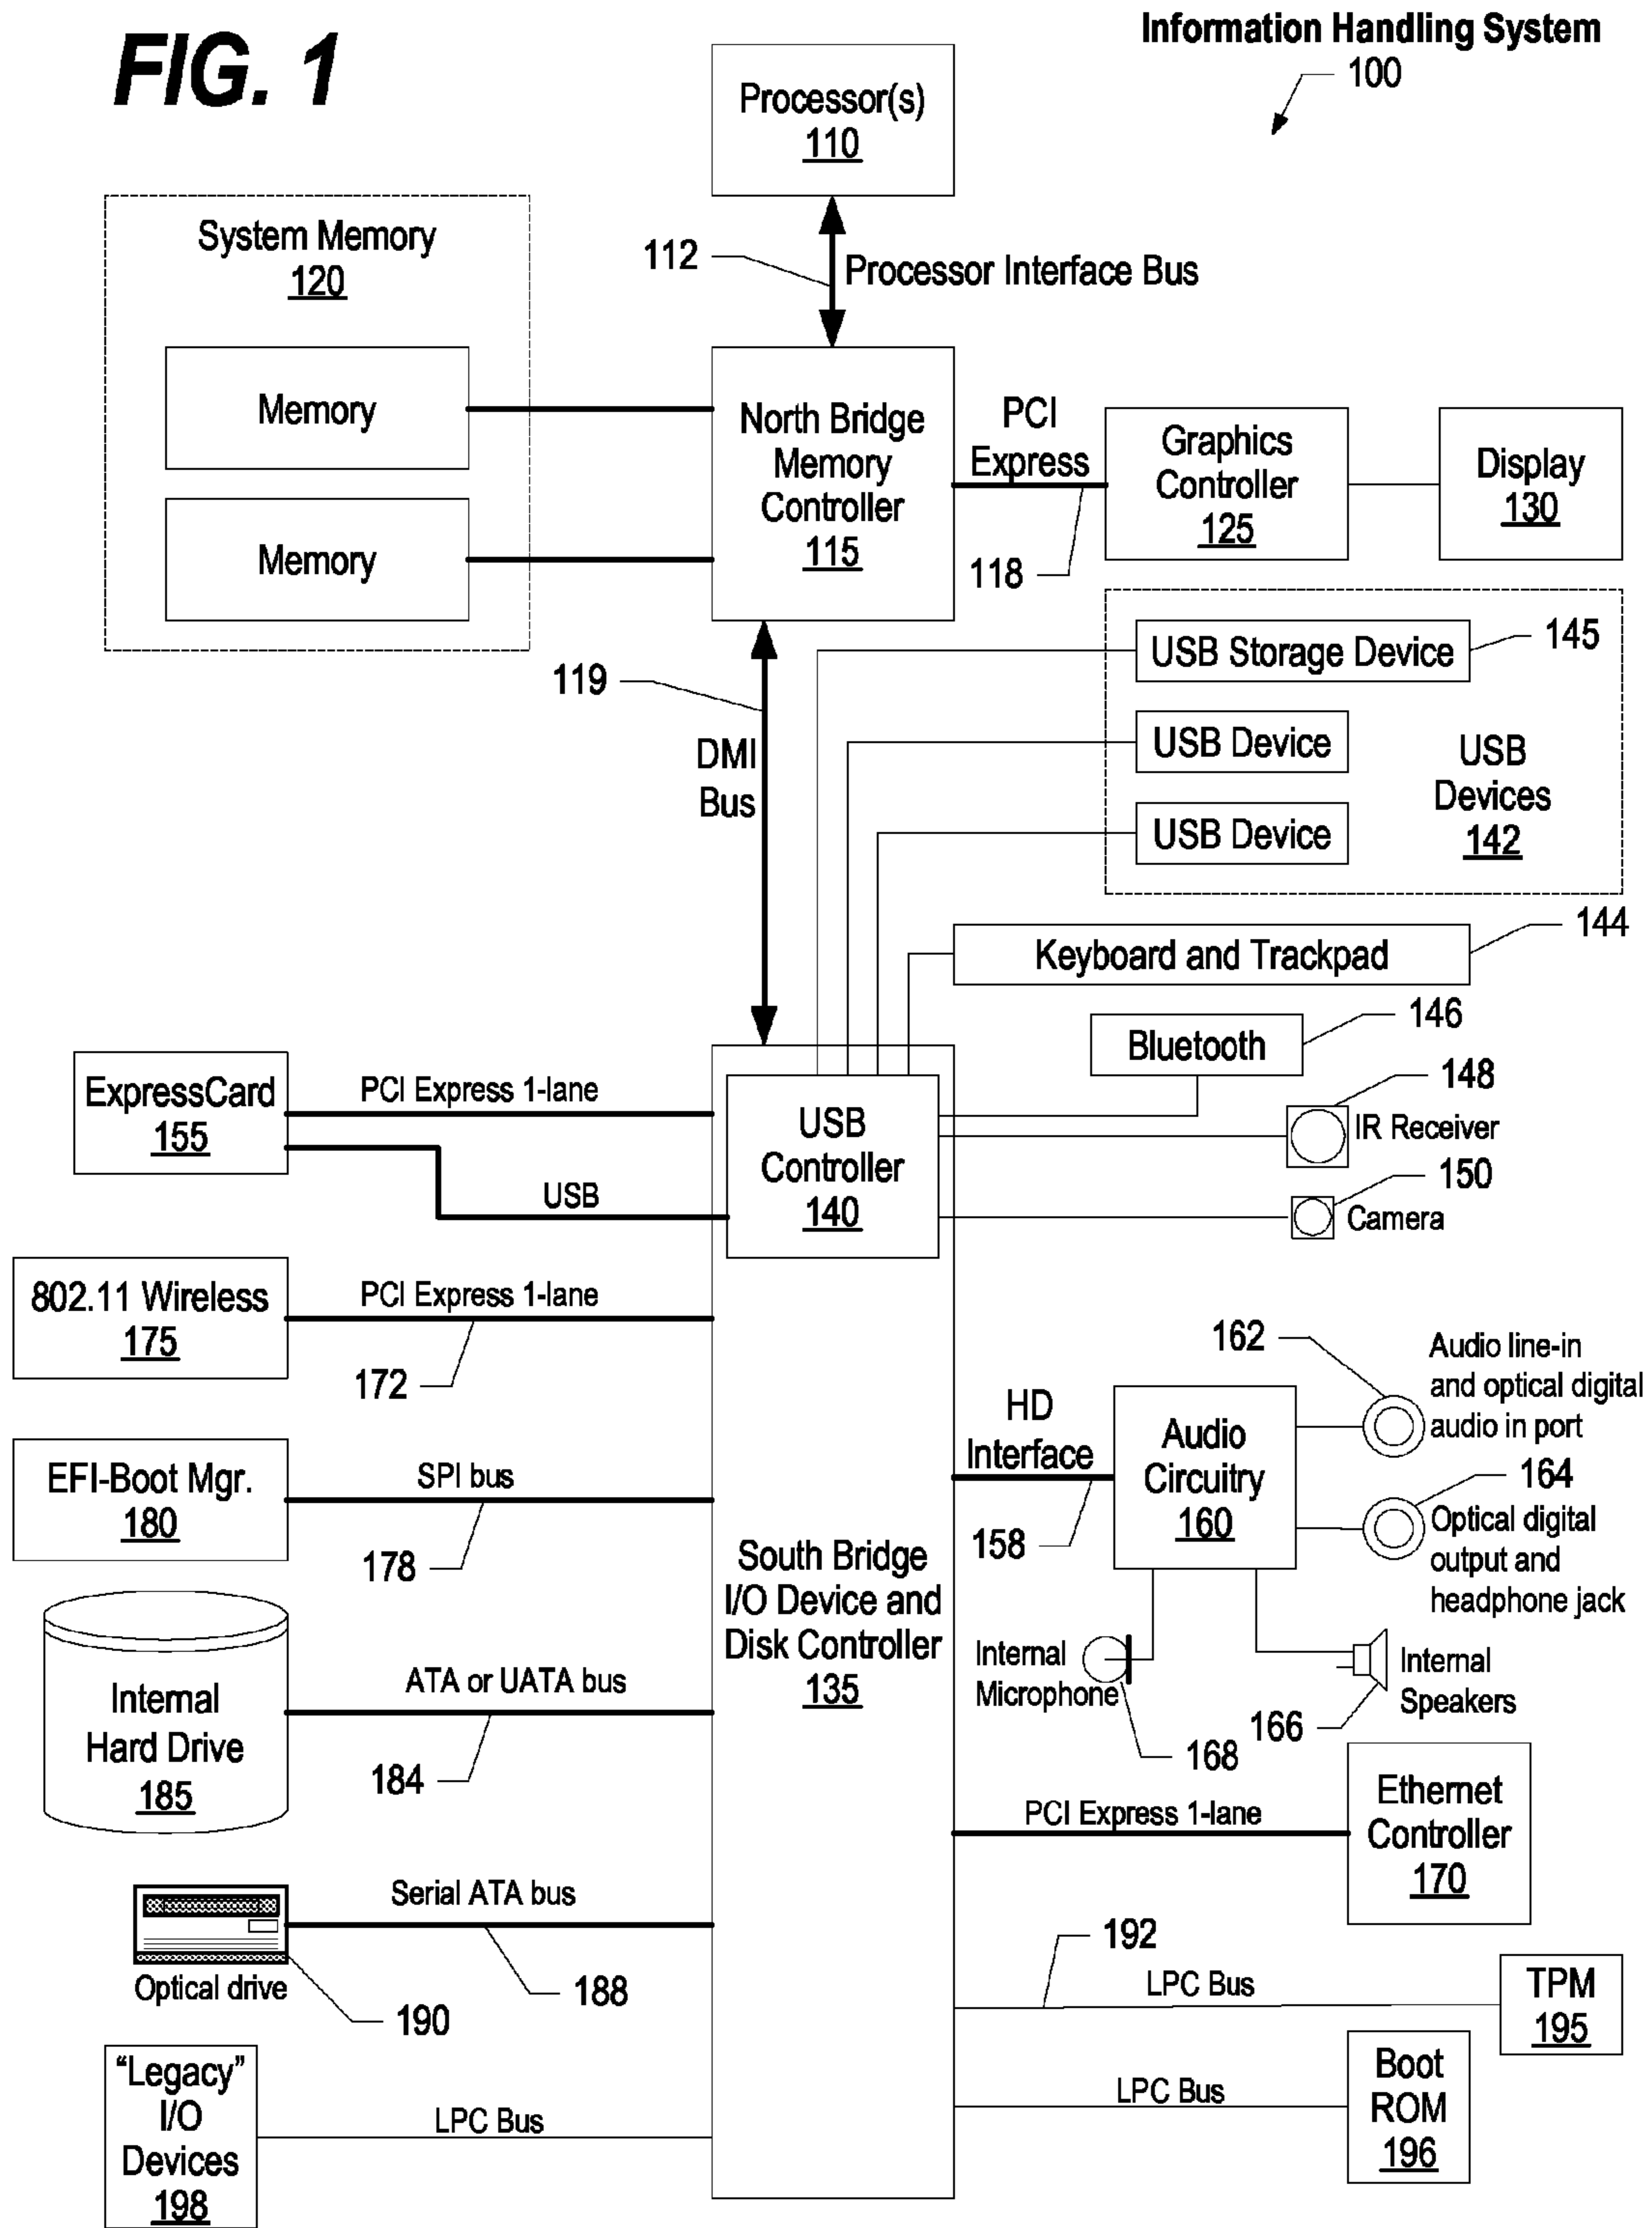 FIG. 1
Information Handling System
100
Processor(s)
110
System Memory
120
112
Processor Interface Bus
Memory
Memory
North Bridge
Memory
Controller
115
PCI
Express
118
Graphics
Controller
125
Display
130
119
DMI
Bus
USB Storage Device
145
USB Device
USB Device
USB
Devices
142
Keyboard and Trackpad
144
Bluetooth
146
148
IR Receiver
150
Camera
ExpressCard
155
PCI Express 1-lane
USB
USB
Controller
140
802.11 Wireless
175
PCI Express 1-lane
172
EFI-Boot Mgr.
180
SPI bus
178
South Bridge
I/O Device and
Disk Controller
135
HD
Interface
158
Audio
Circuitry
160
162
Audio line-in
and optical digital
audio in port
164
Optical digital
output and
headphone jack
Internal
Microphone
168
Internal
Speakers
166
Internal
Hard Drive
185
ATA or UATA bus
184
PCI Express 1-lane
Ethernet
Controller
170
Serial ATA bus
188
Optical drive
190
192
LPC Bus
TPM
195
LPC Bus
Boot
ROM
196
“Legacy”
I/O
Devices
198
LPC Bus